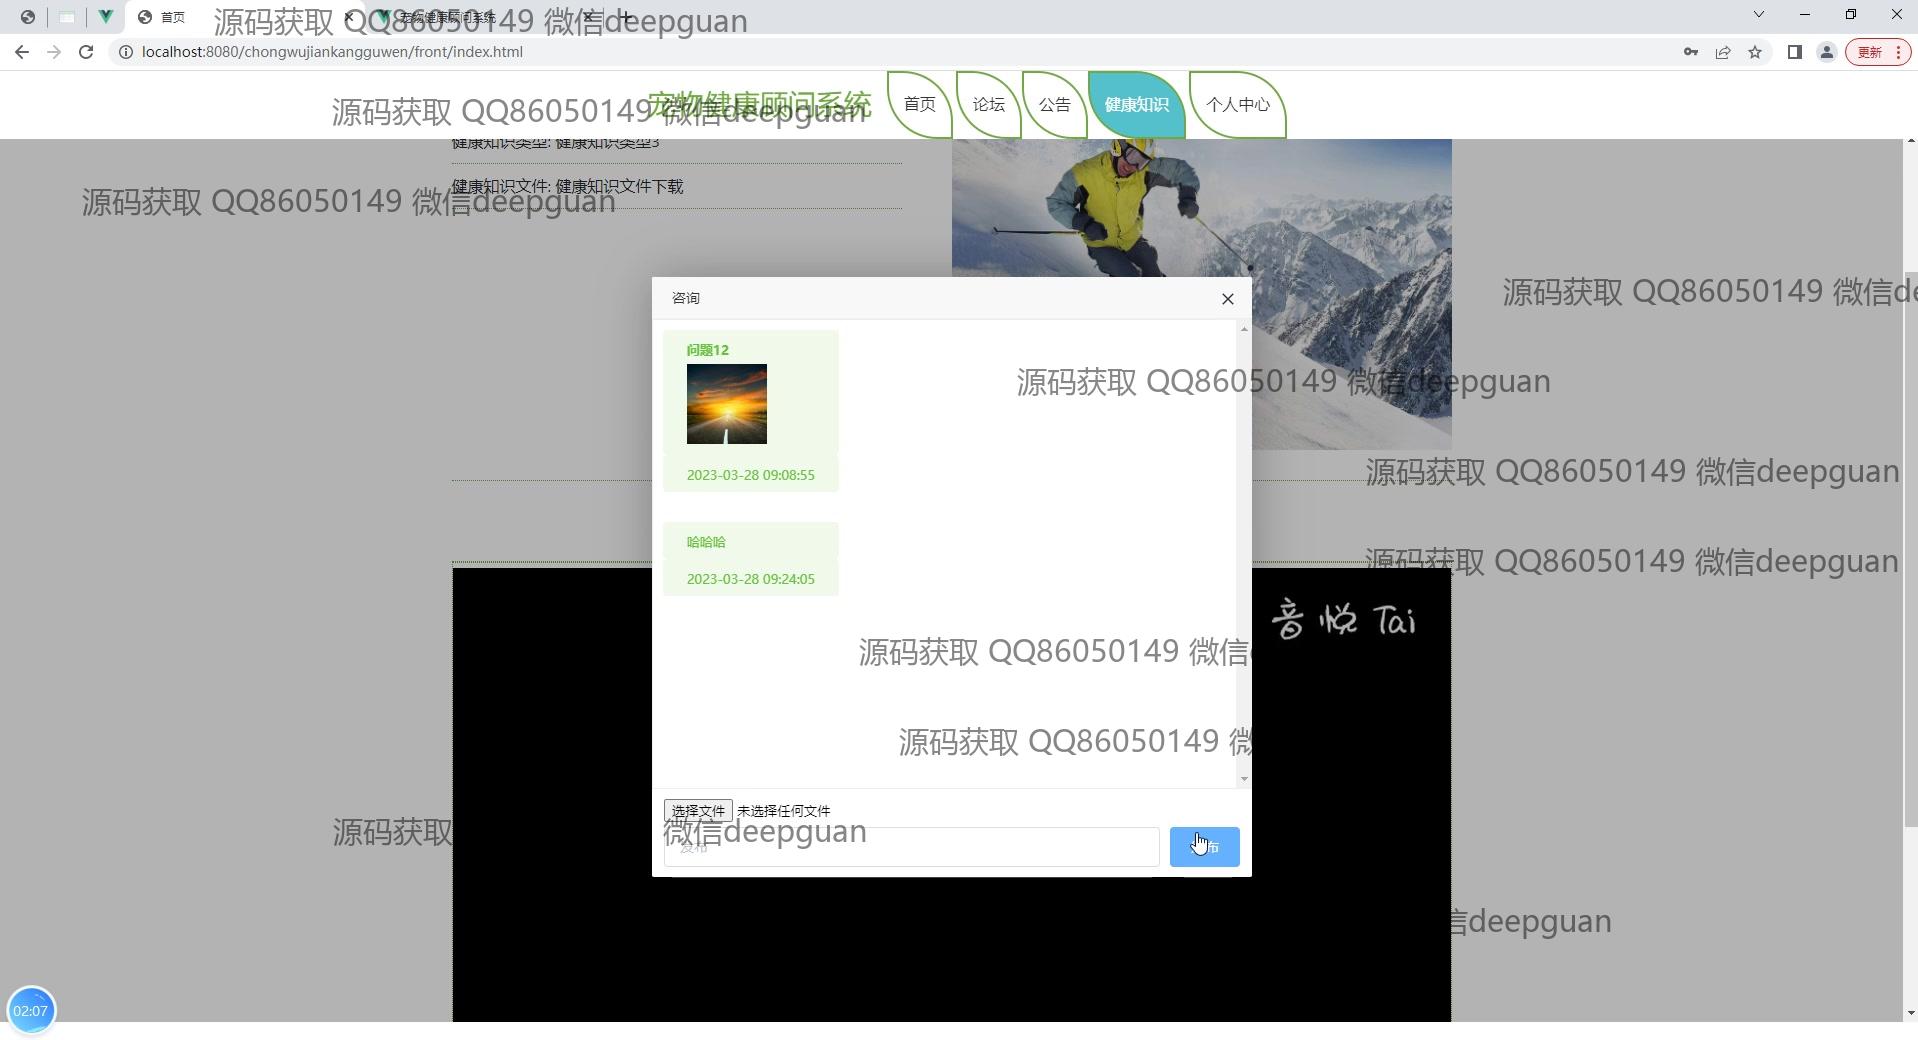 首页
宠物健康顾问系统
源码获取 QQ86050149 微信deepguan
localhost:8080/chongwujiankangguwen/front/index.html
更新
宠物健康顾问系统
首页
论坛
公告
健康知识
个人中心
源码获取 QQ86050149 微信deepguan
健康知识类型: 健康知识类型3
健康知识文件: 健康知识文件下载
源码获取 QQ86050149 微信deepguan
源码获取 QQ86050149 微信de
咨询
问题12
源码获取 QQ86050149 微信deepguan
2023-03-28 09:08:55
源码获取 QQ86050149 微信deepguan
哈哈哈
源码获取 QQ86050149 微信deepguan
2023-03-28 09:24:05
音悦 Tai
源码获取 QQ86050149 微信
源码获取 QQ86050149 微
选择文件 未选择任何文件
源码获取
微信deepguan
发布
布
信deepguan
02:07